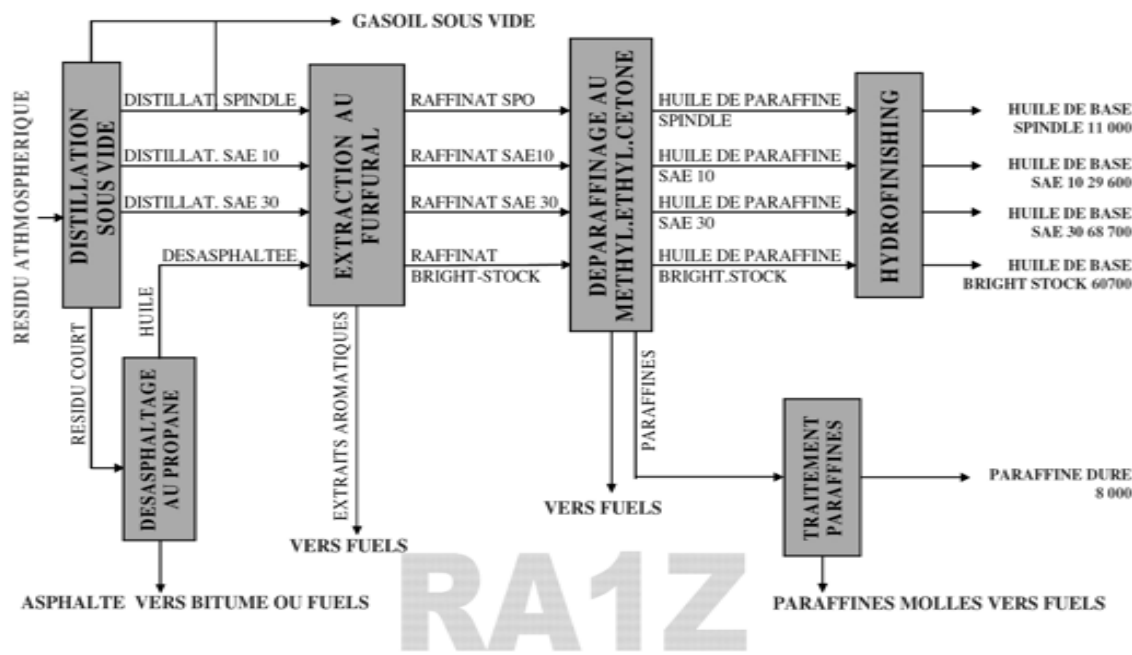 GASOIL SOUS VIDE
RESIDU ATHMOSPHERIQUE
DISTILLATION
SOUS VIDE
DISTILLAT. SPINDLE
DISTILLAT. SAE 10
DISTILLAT. SAE 30
DESASPHALTEE
HUILE
RESIDU COURT
DESASPHALTAGE
AU PROPANE
ASPHALTE VERS BITUME OU FUELS
EXTRACTION AU
FURFURAL
EXTRAITS AROMATIQUES
VERS FUELS
RAFFINAT SPO
RAFFINAT SAE10
RAFFINAT SAE 30
RAFFINAT
BRIGHT-STOCK
DEPARAFFINAGE AU
METHYL.ETHYL.CETONE
VERS FUELS
PARAFFINES
HUILE DE PARAFFINE
SPINDLE
HUILE DE PARAFFINE
SAE 10
HUILE DE PARAFFINE
SAE 30
HUILE DE PARAFFINE
BRIGHT.STOCK
HYDROFINISHING
HUILE DE BASE
SPINDLE 11 000
HUILE DE BASE
SAE 10 29 600
HUILE DE BASE
SAE 30 68 700
HUILE DE BASE
BRIGHT STOCK 60700
TRAITEMENT
PARAFFINES
PARAFFINE DURE
8 000
PARAFFINES MOLLES VERS FUELS
RA1Z